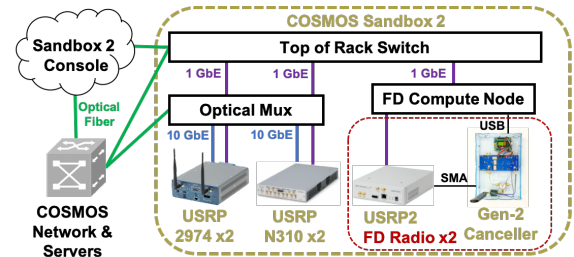 COSMOS Sandbox 2
Sandbox 2
Console
Top of Rack Switch
1 GbE
1 GbE
1 GbE
Optical
Fiber
Optical Mux
FD Compute Node
10 GbE
10 GbE
USB
SMA
COSMOS
Network &
Servers
USRP
2974 x2
USRP
N310 x2
USRP2
Gen-2
Canceller
FD Radio x2